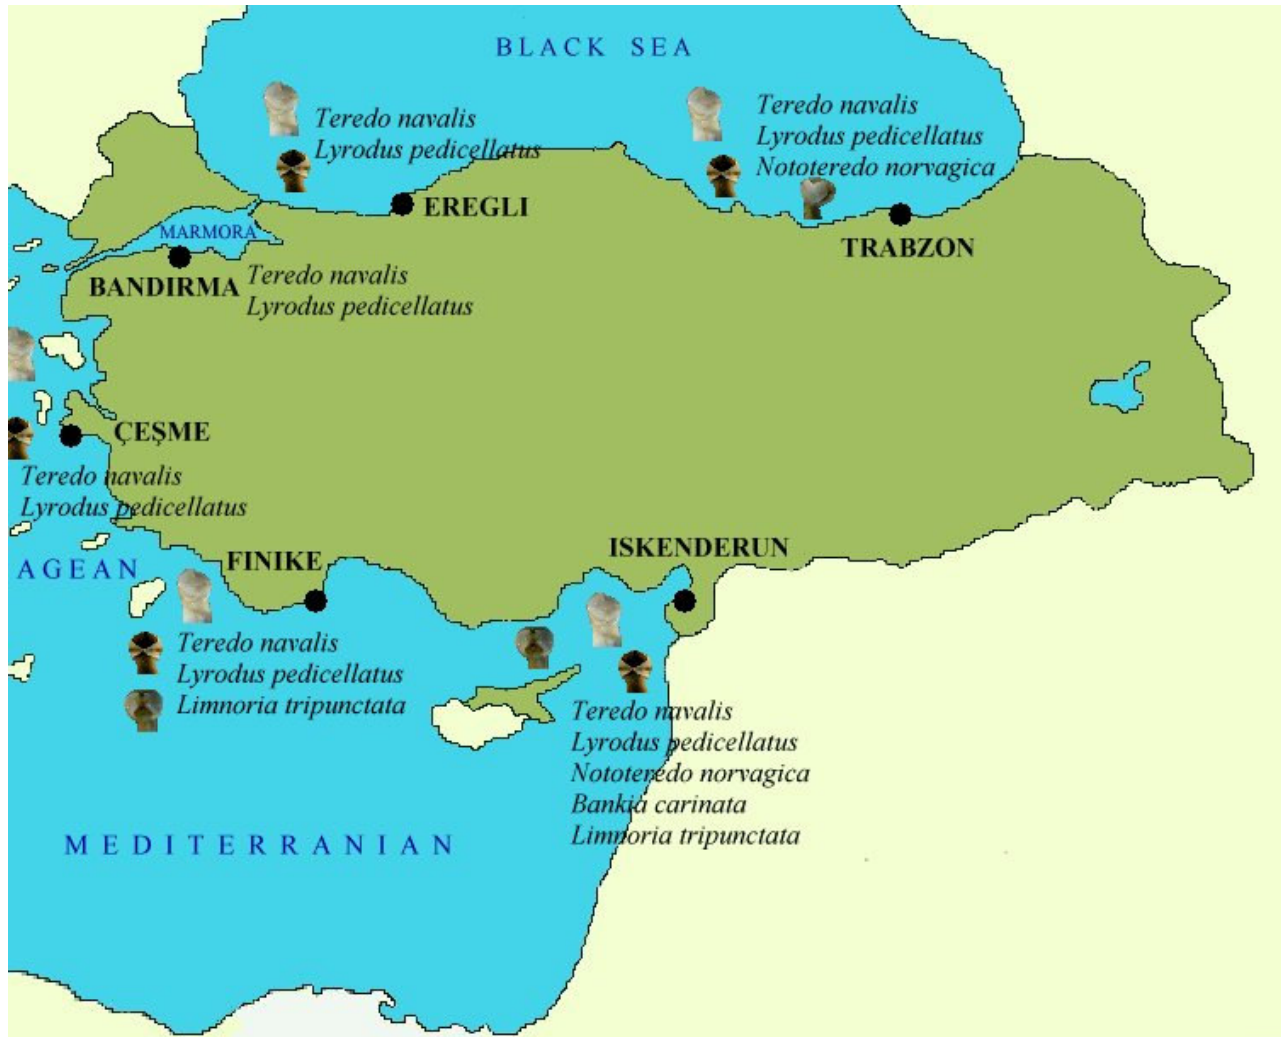 BLACK SEA
Teredo navalis
Lyrodus pedicellatus
Teredo navalis
Lyrodus pedicellatus
Nototeredo norvagica
EREGLI
TRABZON
MARMORA
BANDIRMA
Teredo navalis
Lyrodus pedicellatus
ÇEŞME
Teredo navalis
Lyrodus pedicellatus
AGEAN
FINIKE
ISKENDERUN
Teredo navalis
Lyrodus pedicellatus
Limnoria tripunctata
Teredo navalis
Lyrodus pedicellatus
Nototeredo norvagica
Bankia carinata
Limnoria tripunctata
MEDITERRANIAN